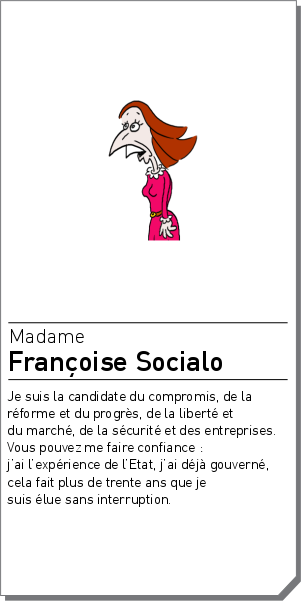 Madame
Françoise Socialo
Je suis la candidate du compromis, de la
réforme et du progrès, de la liberté et
du marché, de la sécurité et des entreprises.
Vous pouvez me faire confiance :
j'ai l'expérience de l'Etat, j'ai déjà gouverné,
cela fait plus de trente ans que je
suis élue sans interruption.